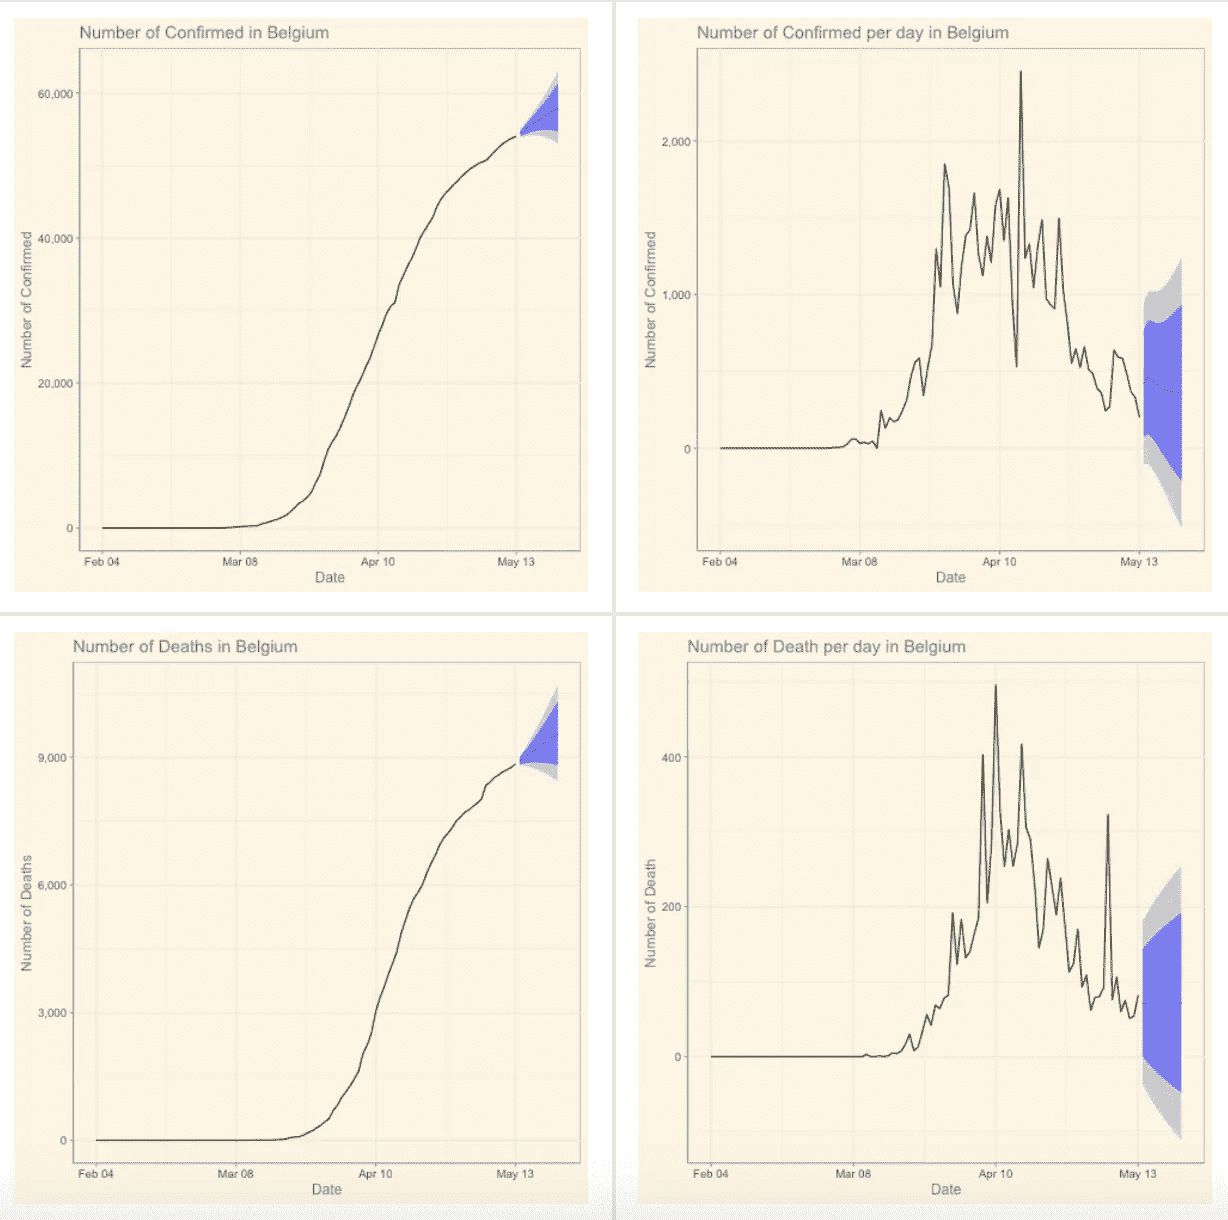 Number of Confirmed in Belgium
Number of Confirmed
60,000
40,000
20,000
0
Feb 04
Mar 08
Apr 10
May 13
Date
Number of Confirmed per day in Belgium
Number of Confirmed
2,000
1,000
0
Feb 04
Mar 08
Apr 10
May 13
Date
Number of Deaths in Belgium
Number of Deaths
9,000
6,000
3,000
0
Feb 04
Mar 08
Apr 10
May 13
Date
Number of Death per day in Belgium
Number of Death
400
200
0
Feb 04
Mar 08
Apr 10
May 13
Date